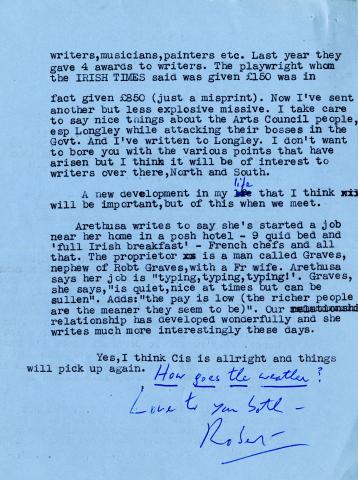 writers,musicians,painters etc. Last year they
gave 4 awards to writers. The playwright whom
the IRISH TIMES said was given £150 was in
fact given £850 (just a misprint). Now I've sent
another but less explosive missive. I take care
to say nice things about the Arts Council people,
esp Longley while attacking their bosses in the
Govt. And I've written to Longley. I don't want
to bore you with the various points that have
arisen but I think it will be of interest to
writers over there,North and South.
life
A new development in my that I think
will be important,but of this when we meet.
Arethusa writes to say she's started a job
near her home in a posh hotel - 9 quid bed and
'full Irish breakfast' - French chefs and all
that. The proprietor is a man called Graves,
nephew of Robt Graves,with a Fr wife. Arethusa
says her job is "typing,typing,typing!'. Graves,
she says,"is quiet,nice at times but can be
sullen". Adds:"the pay is low (the richer people
are the meaner they seem to be)". Our relationship
relationship has developed wonderfully and she
writes much more interestingly these days.
Yes,I think Cis is allright and things
will pick up again. How goes the weather?
Love to you both -
Robert